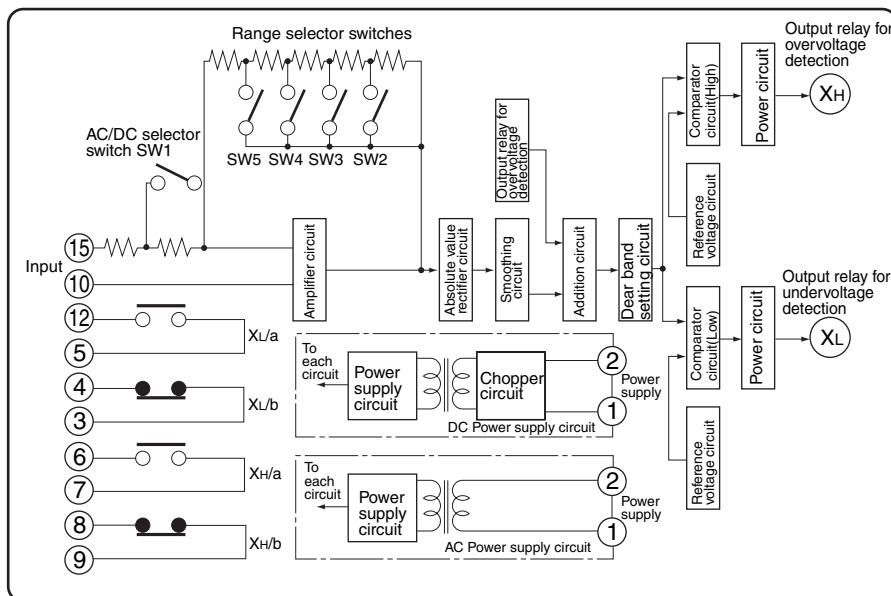 Range selector switches
Output relay for
overvoltage
detection
AC/DC selector
switch SW1
SW5 SW4 SW3 SW2
Output relay for
overvoltage
detection
Comparator
circuit(High)
Power circuit
XH
Reference
voltage circuit
Input
15
10
Amplifier circuit
Absolute value
rectifier circuit
Smoothing
circuit
Addition circuit
Dear band
setting circuit
Output relay for
undervoltage
detection
Comparator
circuit(Low)
Power circuit
XL
Reference
voltage circuit
12
5
XL/a
4
3
XL/b
6
7
XH/a
8
9
XH/b
To
each
circuit
Power
supply
circuit
Chopper
circuit
2
1
Power
supply
DC Power supply circuit
To
each
circuit
Power
supply
circuit
2
1
Power
supply
AC Power supply circuit